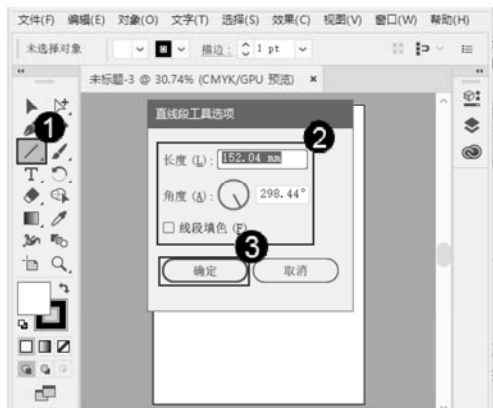 文件(F) 编辑(E) 对象(O) 文字(T) 选择(S) 效果(C) 视图(V) 窗口(W) 帮助(H)
未选择对象 描边: 1 pt
未标题-3 @ 30.74% (CMYK/GPU 预览) ×
直线段工具选项
1
2
长度 (L): 152.04 mm
角度 (A): 298.44°
线段填色 (F)
3
确定 取消